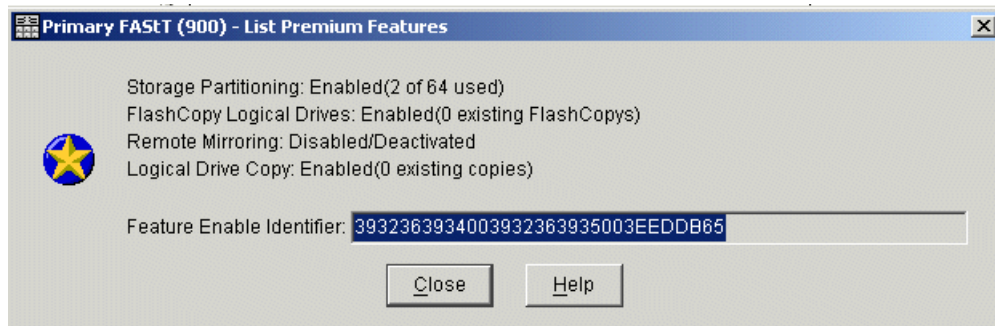 Primary FAStT (900) - List Premium Features
Storage Partitioning: Enabled(2 of 64 used)
FlashCopy Logical Drives: Enabled(0 existing FlashCopys)
Remote Mirroring: Disabled/Deactivated
Logical Drive Copy: Enabled(0 existing copies)
Feature Enable Identifier: 3932363934003932363935003EEDDB65
Close Help